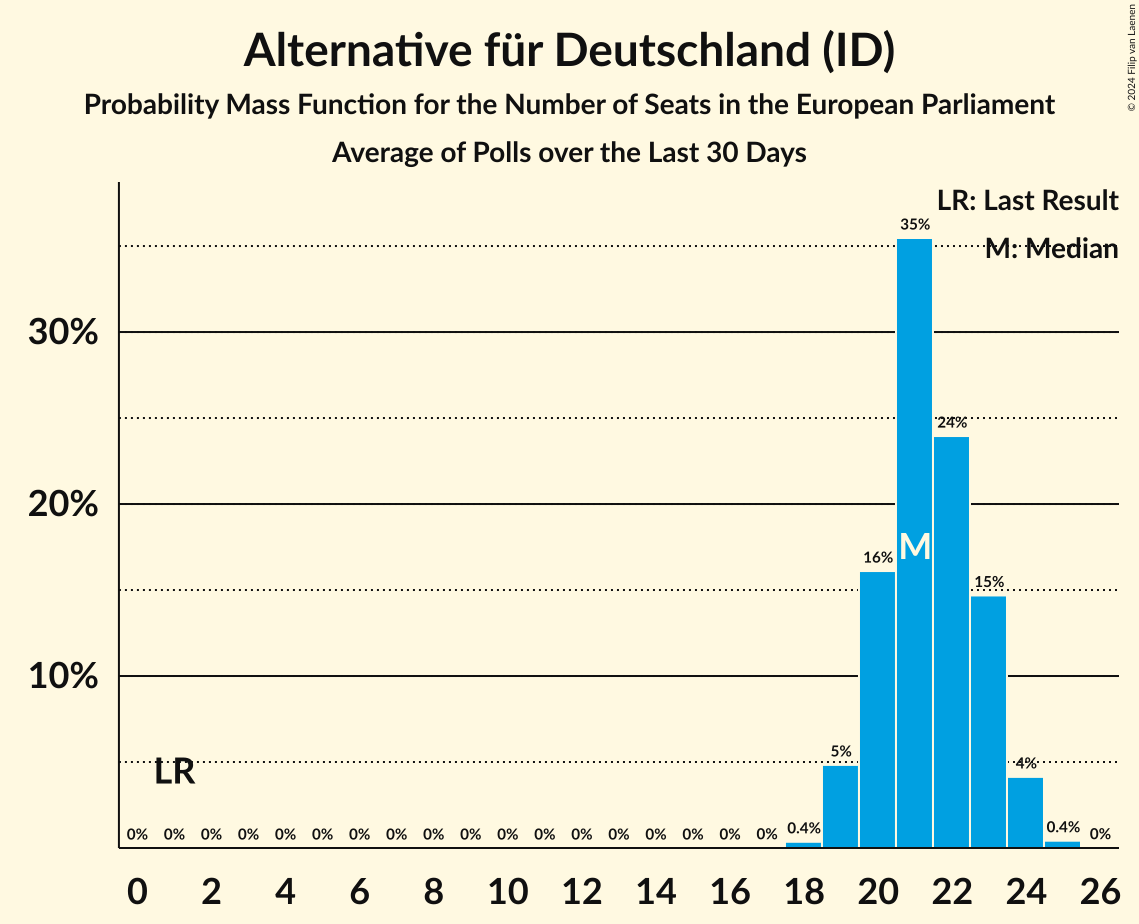 Alternative für Deutschland (ID)
Probability Mass Function for the Number of Seats in the European Parliament
Average of Polls over the Last 30 Days
© 2024 Filip van Laenen
LR: Last Result
M: Median
35%
30%
24%
20%
16%
M
15%
10%
LR
5%
4%
0% 0% 0% 0% 0% 0% 0% 0% 0% 0% 0% 0% 0% 0% 0% 0% 0% 0% 0.4% 0.4% 0%
0 2 4 6 8 10 12 14 16 18 20 22 24 26